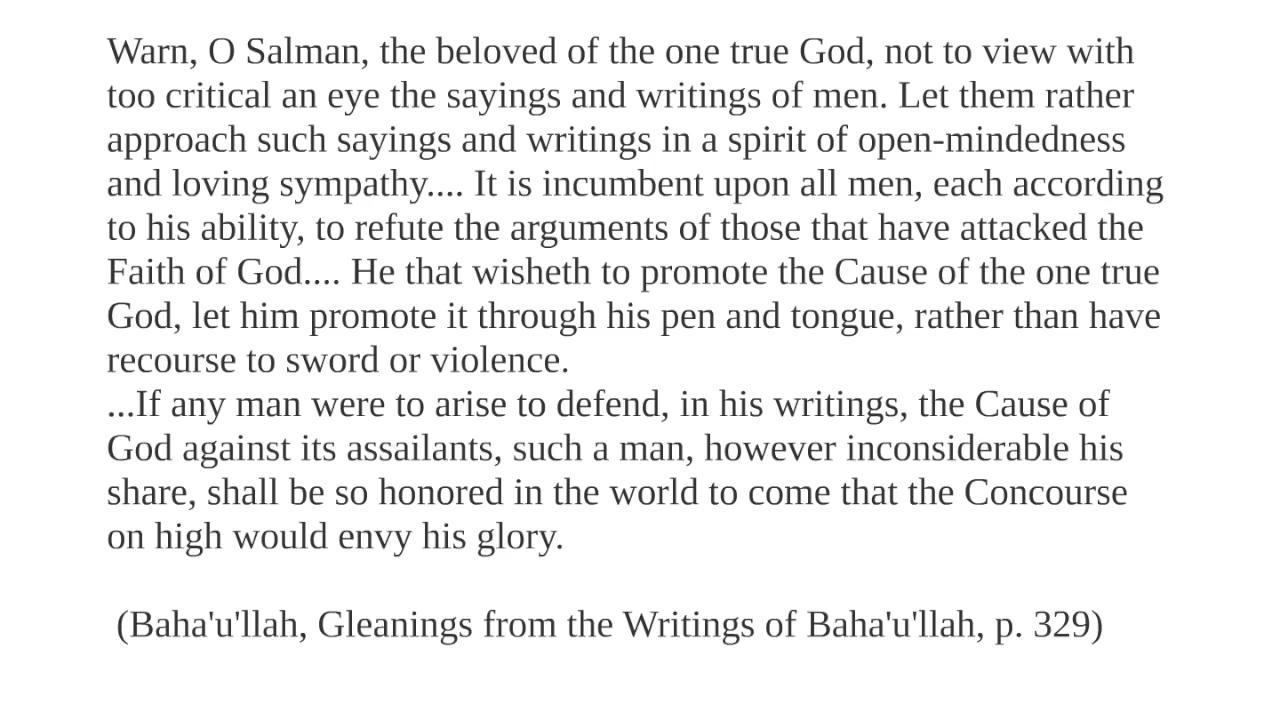 Warn, O Salman, the beloved of the one true God, not to view with
too critical an eye the sayings and writings of men. Let them rather
approach such sayings and writings in a spirit of open-mindedness
and loving sympathy.... It is incumbent upon all men, each according
to his ability, to refute the arguments of those that have attacked the
Faith of God.... He that wisheth to promote the Cause of the one true
God, let him promote it through his pen and tongue, rather than have
recourse to sword or violence.
...If any man were to arise to defend, in his writings, the Cause of
God against its assailants, such a man, however inconsiderable his
share, shall be so honored in the world to come that the Concourse
on high would envy his glory.
(Baha'u'llah, Gleanings from the Writings of Baha'u'llah, p. 329)